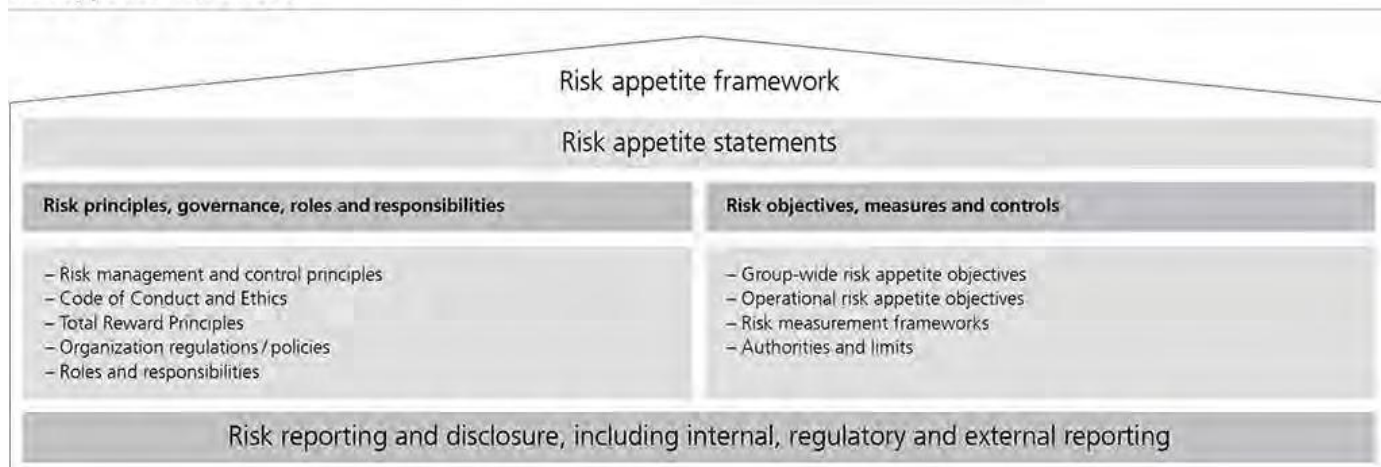 Risk appetite framework
Risk appetite statements
Risk principles, governance, roles and responsibilities
Risk objectives, measures and controls
– Risk management and control principles
– Code of Conduct and Ethics
– Total Reward Principles
– Organization regulations / policies
– Roles and responsibilities
– Group-wide risk appetite objectives
– Operational risk appetite objectives
– Risk measurement frameworks
– Authorities and limits
Risk reporting and disclosure, including internal, regulatory and external reporting